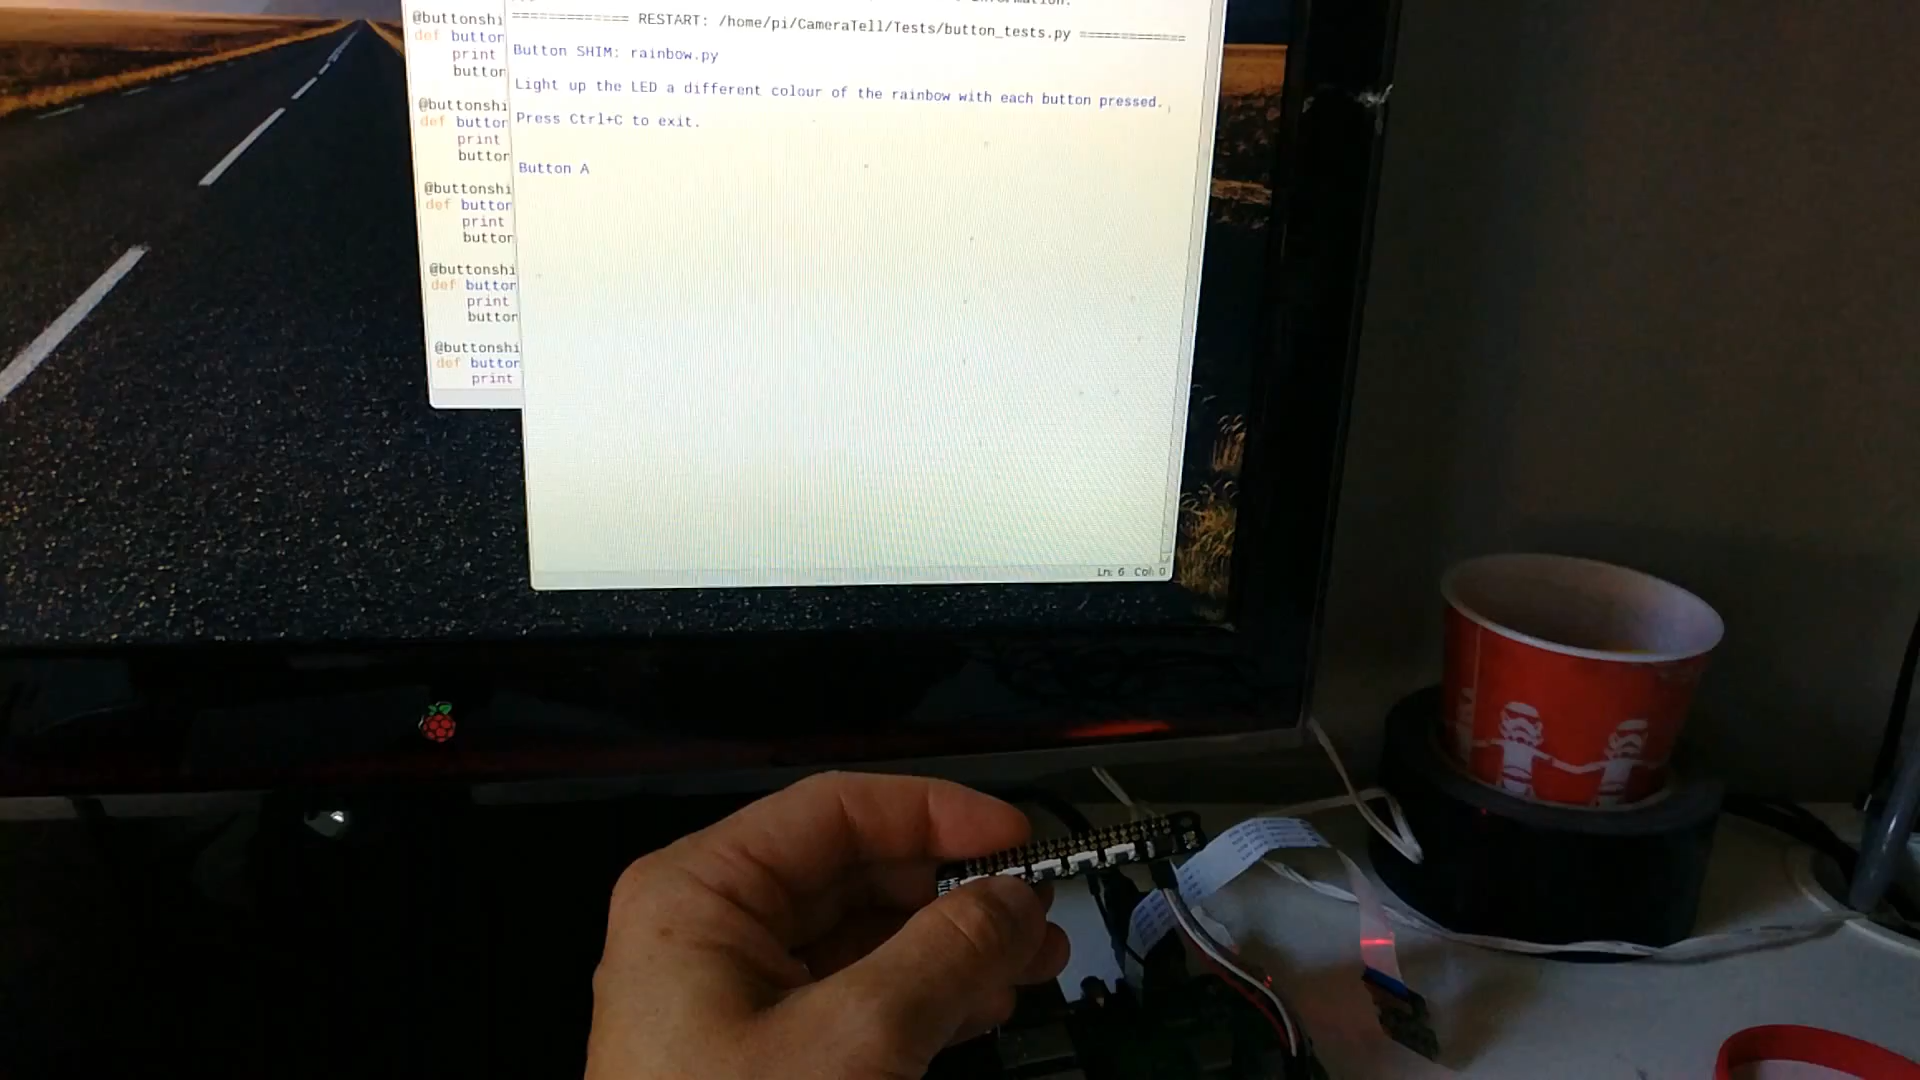 ============= RESTART: /home/pi/CameraTell/Tests/button_tests.py ============
Button SHIM: rainbow.py
Light up the LED a different colour of the rainbow with each button pressed.
Press Ctrl+C to exit.
Button A
Ln: 6 Col: 0
@buttonshi
def button
print
button
@buttonshi
def button
print
button
@buttonshi
def button
print
button
@buttonshi
def button
print
button
@buttonshi
def button
print